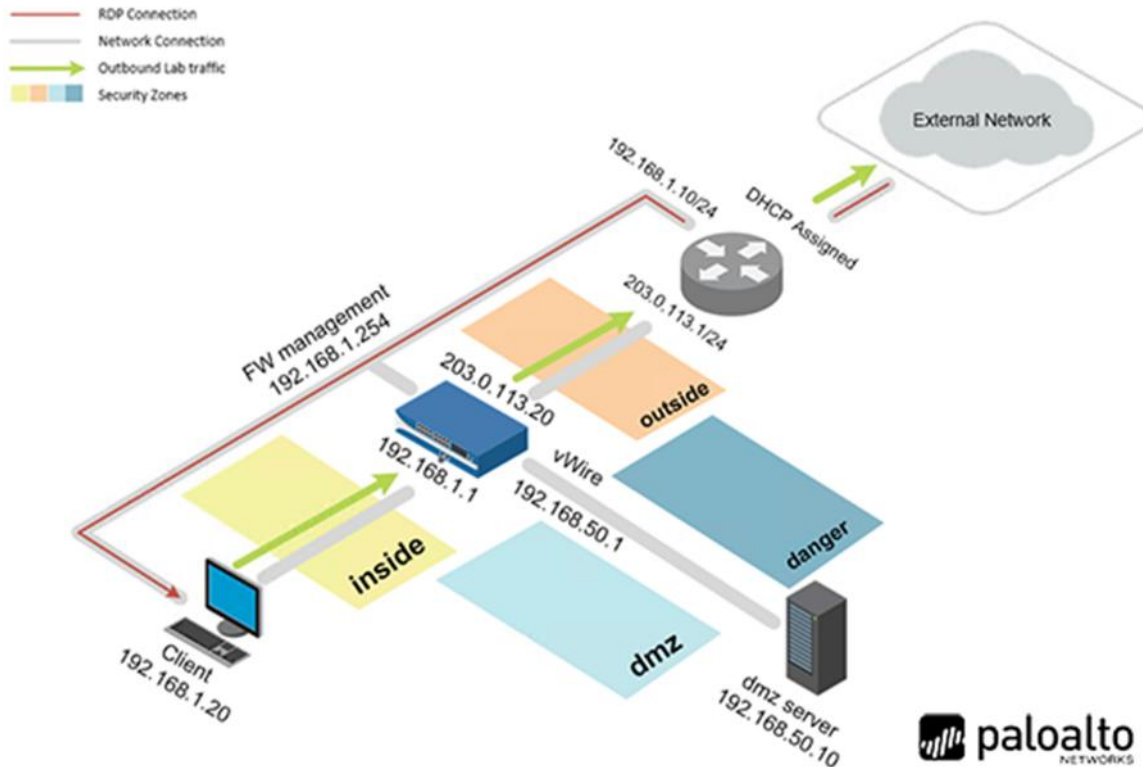 RDP Connection
Network Connection
Outbound Lab traffic
Security Zones
External Network
192.168.1.10/24
DHCP Assigned
203.0.113.1/24
FW management
192.168.1.254
203.0.113.20
outside
192.168.1.1
vWire
192.168.50.1
danger
inside
dmz
Client
192.168.1.20
dmz server
192.168.50.10
paloalto
NETWORKS